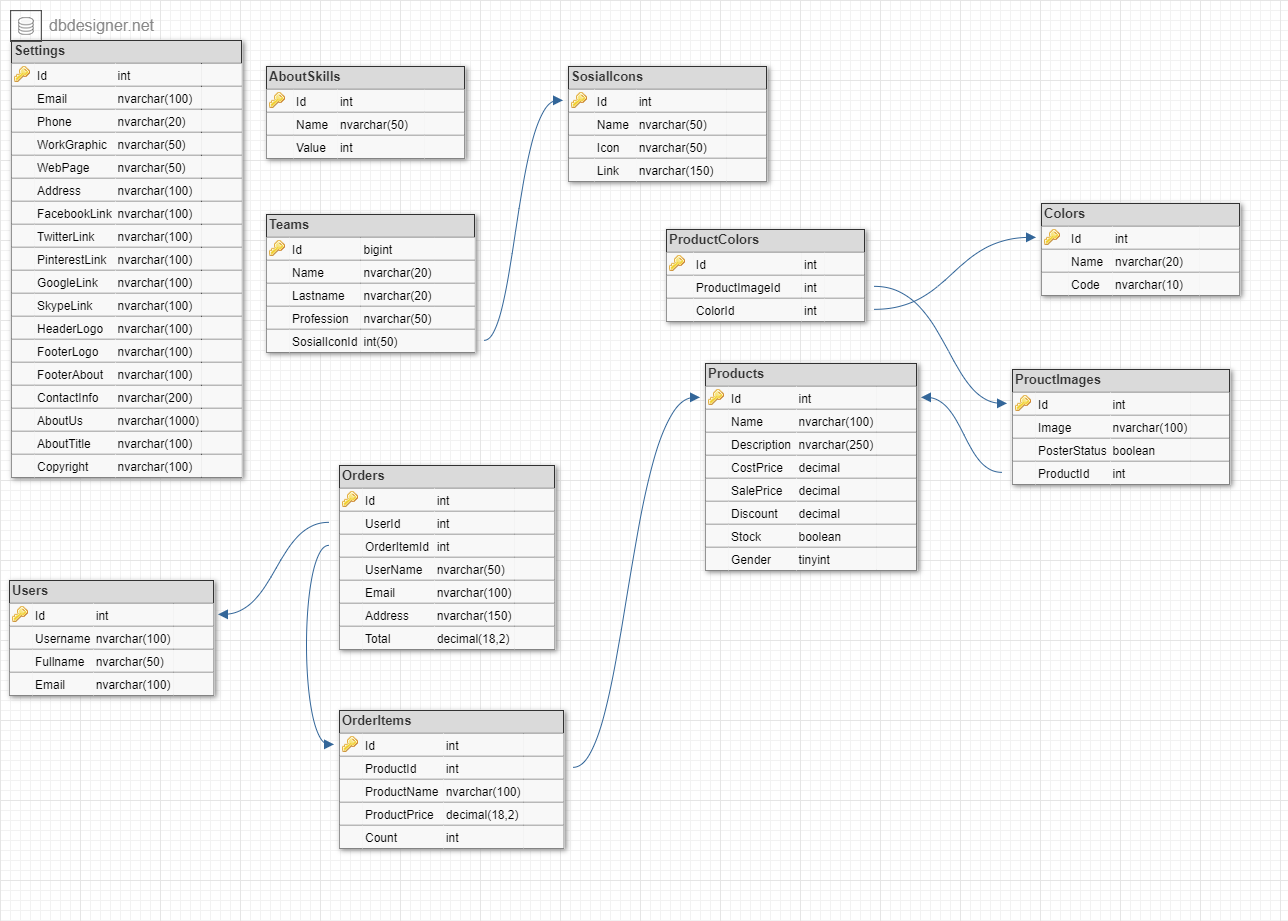 dbdesigner.net
Settings
Id int
Email nvarchar(100)
Phone nvarchar(20)
WorkGraphic nvarchar(50)
WebPage nvarchar(50)
Address nvarchar(100)
FacebookLink nvarchar(100)
TwitterLink nvarchar(100)
PinterestLink nvarchar(100)
GoogleLink nvarchar(100)
SkypeLink nvarchar(100)
HeaderLogo nvarchar(100)
FooterLogo nvarchar(100)
FooterAbout nvarchar(100)
ContactInfo nvarchar(200)
AboutUs nvarchar(1000)
AboutTitle nvarchar(100)
Copyright nvarchar(100)
AboutSkills
Id int
Name nvarchar(50)
Value int
SosialIcons
Id int
Name nvarchar(50)
Icon nvarchar(50)
Link nvarchar(150)
Teams
Id bigint
Name nvarchar(20)
Lastname nvarchar(20)
Profession nvarchar(50)
SosialIconId int(50)
ProductColors
Id int
ProductImageId int
ColorId int
Colors
Id int
Name nvarchar(20)
Code nvarchar(10)
Products
Id int
Name nvarchar(100)
Description nvarchar(250)
CostPrice decimal
SalePrice decimal
Discount decimal
Stock boolean
Gender tinyint
ProuctImages
Id int
Image nvarchar(100)
PosterStatus boolean
ProductId int
Orders
Id int
UserId int
OrderItemId int
UserName nvarchar(50)
Email nvarchar(100)
Address nvarchar(150)
Total decimal(18,2)
Users
Id int
Username nvarchar(100)
Fullname nvarchar(50)
Email nvarchar(100)
OrderItems
Id int
ProductId int
ProductName nvarchar(100)
ProductPrice decimal(18,2)
Count int